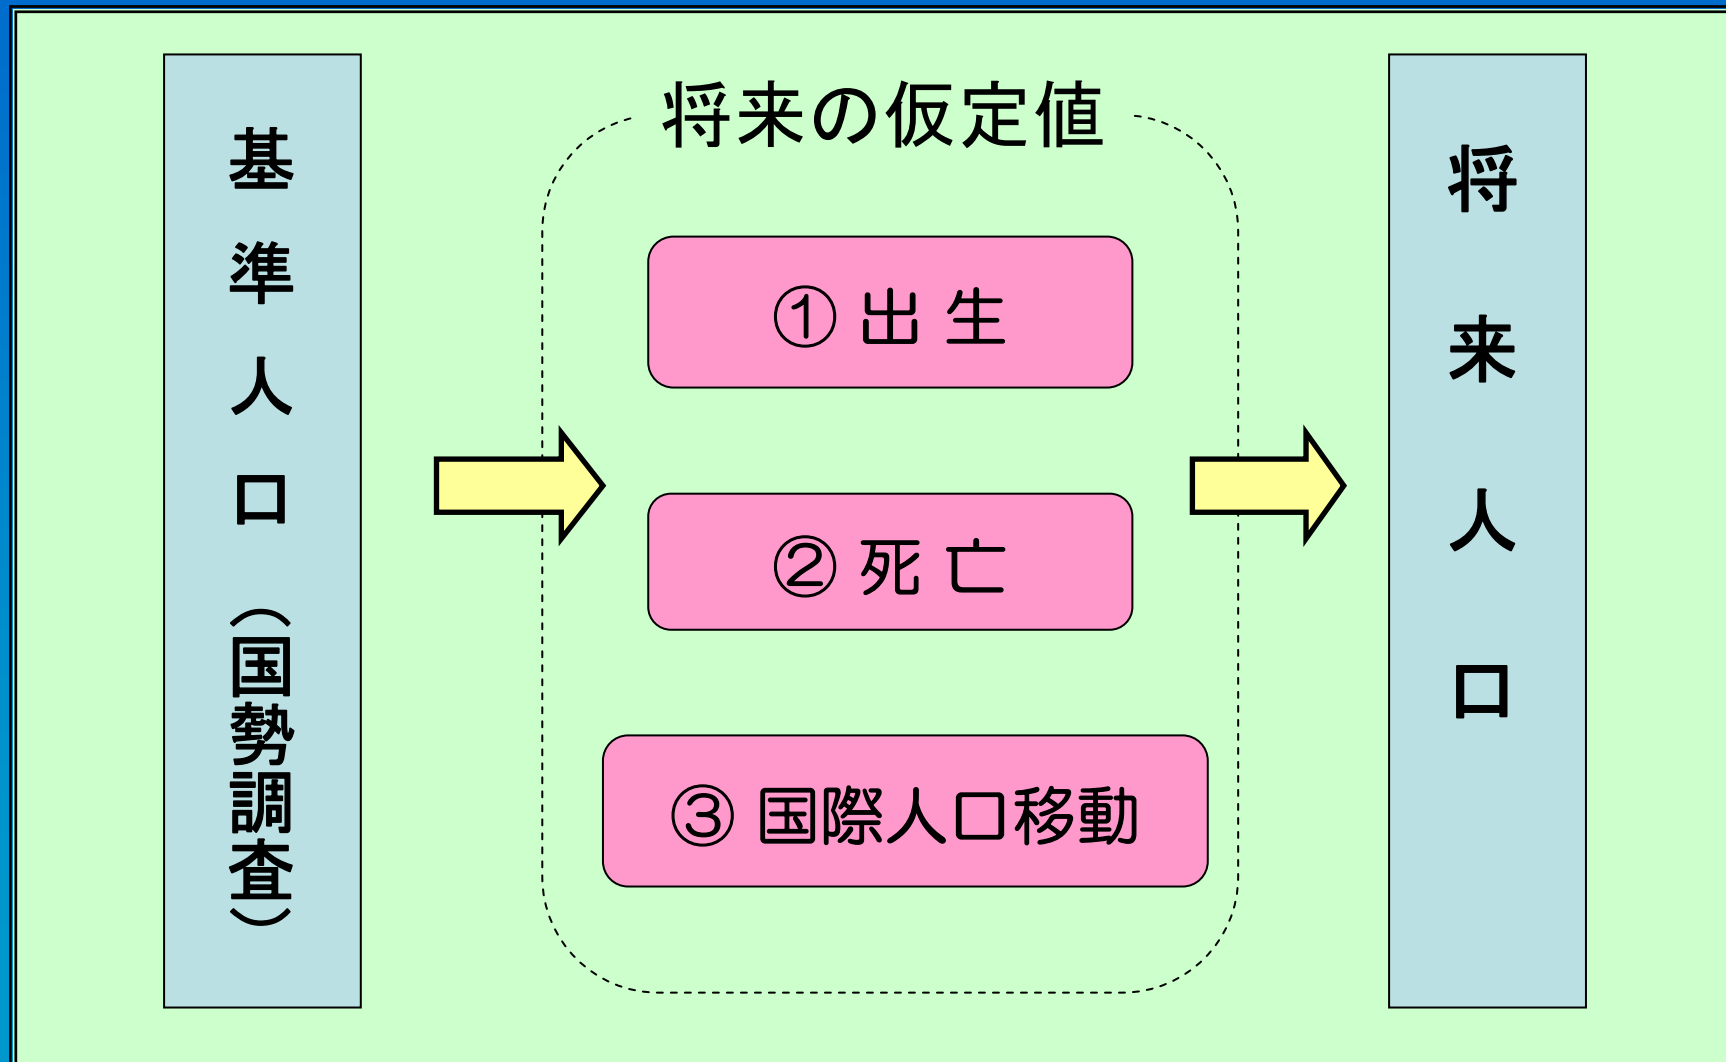 基準人口（国勢調査）
将来の仮定値
① 出 生
② 死 亡
③ 国際人口移動
将来人口